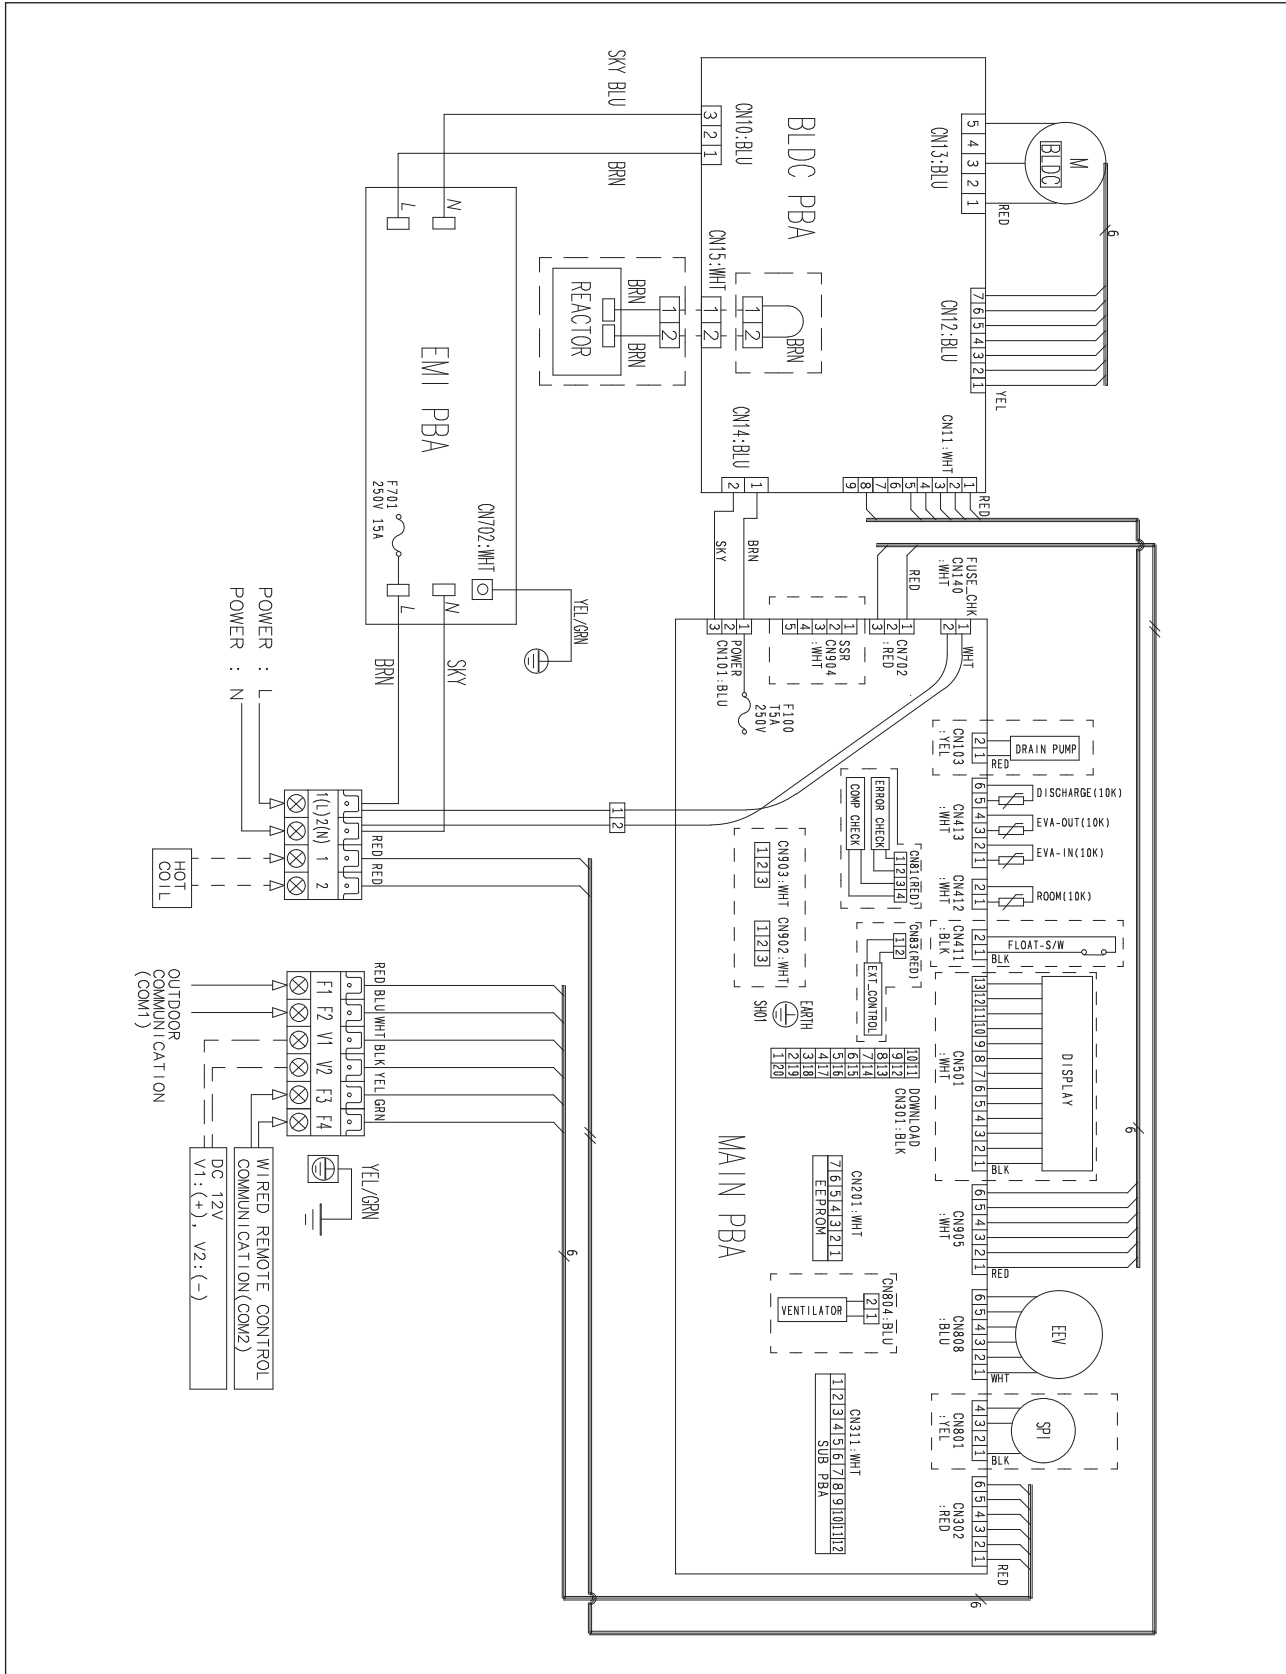 SKY BLU
BRN
CN10:BLU
3 2 1
BLDC PBA
CN13:BLU
5 4 3 2 1
M
BLDC
RED
6
CN12:BLU
7 6 5 4 3 2 1
YEL
CN15:WHT
1 2
1 2
1 2
BRN
BRN
BRN
REACTOR
CN14:BLU
2 1
CN11:WHT
9 8 7 6 5 4 3 2 1
RED
SKY
BRN
L
N
EMI PBA
F701
250V 15A
CN702:WHT
YEL/GRN
L
N
BRN
SKY
POWER : L
POWER : N
1(L)
2(N)
1
2
RED
RED
HOT
COIL
1 2
FUSE_CHK
CN140
:WHT
2 1
WHT
CN702
:RED
3 2 1
RED
SSR
CN904
:WHT
5 4 3 2 1
POWER
CN101:BLU
3 2 1
F100
T5A
250V
MAIN PBA
DRAIN PUMP
CN103
:YEL
2 1
RED
DISCHARGE(10K)
EVA-OUT(10K)
EVA-IN(10K)
CN413
:WHT
6 5 4 3 2 1
ROOM(10K)
CN412
:WHT
2 1
FLOAT-S/W
CN411
:BLK
2 1
BLK
DISPLAY
CN501
:WHT
13 12 11 10 9 8 7 6 5 4 3 2 1
BLK
6
CN905
:WHT
6 5 4 3 2 1
RED
EEV
CN808
:BLU
6 5 4 3 2 1
WHT
SPI
CN801
:YEL
4 3 2 1
BLK
CN302
:RED
6 5 4 3 2 1
RED
6
ERROR CHECK
COMP CHECK
CN81(RED)
1 2 3 4
CN83(RED)
1 2
EXT_CONTROL
CN903:WHT
1 2 3
CN902:WHT
1 2 3
EARTH
SH01
DOWNLOAD
CN301:BLK
10 9 8 7 6 5 4 3 2 1
11 12 13 14 15 16 17 18 19 20
CN201:WHT
7 6 5 4 3 2 1
EEPROM
CN804:BLU
2 1
VENTILATOR
CN311:WHT
1 2 3 4 5 6 7 8 9 10 11 12
SUB PBA
RED
BLU
WHT
BLK
YEL
GRN
F1
F2
V1
V2
F3
F4
6
OUTDOOR
COMMUNICATION
(COM1)
YEL/GRN
WIRED REMOTE CONTROL
COMMUNICATION(COM2)
DC 12V
V1:(+), V2:(-)